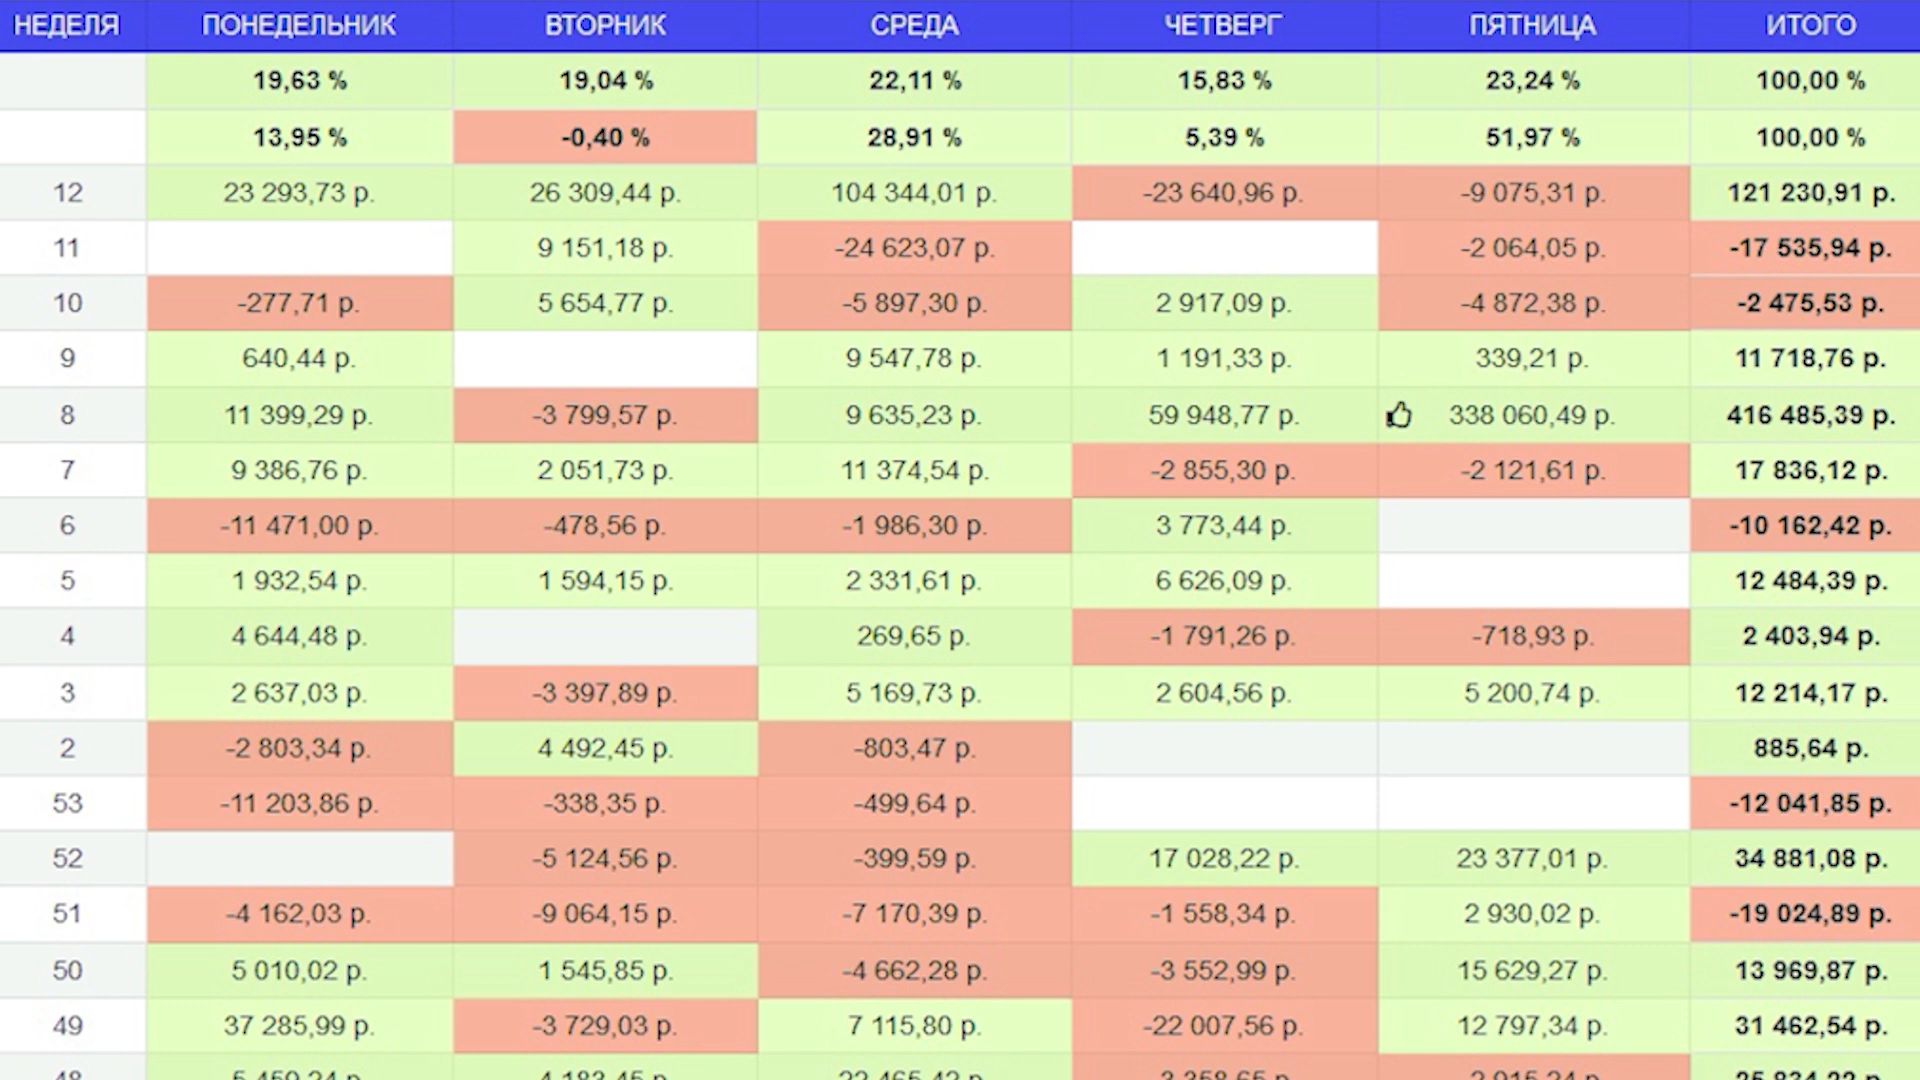 НЕДЕЛЯ ПОНЕДЕЛЬНИК ВТОРНИК СРЕДА ЧЕТВЕРГ ПЯТНИЦА ИТОГО
19,63 % 19,04 % 22,11 % 15,83 % 23,24 % 100,00 %
13,95 % -0,40 % 28,91 % 5,39 % 51,97 % 100,00 %
12 23 293,73 р. 26 309,44 р. 104 344,01 р. -23 640,96 р. -9 075,31 р. 121 230,91 р.
11 9 151,18 р. -24 623,07 р. -2 064,05 р. -17 535,94 р.
10 -277,71 р. 5 654,77 р. -5 897,30 р. 2 917,09 р. -4 872,38 р. -2 475,53 р.
9 640,44 р. 9 547,78 р. 1 191,33 р. 339,21 р. 11 718,76 р.
8 11 399,29 р. -3 799,57 р. 9 635,23 р. 59 948,77 р. 338 060,49 р. 416 485,39 р.
7 9 386,76 р. 2 051,73 р. 11 374,54 р. -2 855,30 р. -2 121,61 р. 17 836,12 р.
6 -11 471,00 р. -478,56 р. -1 986,30 р. 3 773,44 р. -10 162,42 р.
5 1 932,54 р. 1 594,15 р. 2 331,61 р. 6 626,09 р. 12 484,39 р.
4 4 644,48 р. 269,65 р. -1 791,26 р. -718,93 р. 2 403,94 р.
3 2 637,03 р. -3 397,89 р. 5 169,73 р. 2 604,56 р. 5 200,74 р. 12 214,17 р.
2 -2 803,34 р. 4 492,45 р. -803,47 р. 885,64 р.
53 -11 203,86 р. -338,35 р. -499,64 р. -12 041,85 р.
52 -5 124,56 р. -399,59 р. 17 028,22 р. 23 377,01 р. 34 881,08 р.
51 -4 162,03 р. -9 064,15 р. -7 170,39 р. -1 558,34 р. 2 930,02 р. -19 024,89 р.
50 5 010,02 р. 1 545,85 р. -4 662,28 р. -3 552,99 р. 15 629,27 р. 13 969,87 р.
49 37 285,99 р. -3 729,03 р. 7 115,80 р. -22 007,56 р. 12 797,34 р. 31 462,54 р.